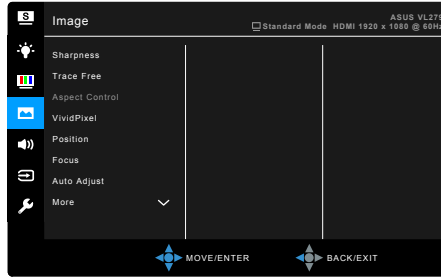 S
Image
ASUS VL279
Standard Mode HDMI 1920 x 1080 @ 60Hz
Sharpness
Trace Free
Aspect Control
VividPixel
Position
Focus
Auto Adjust
More
MOVE/ENTER
BACK/EXIT